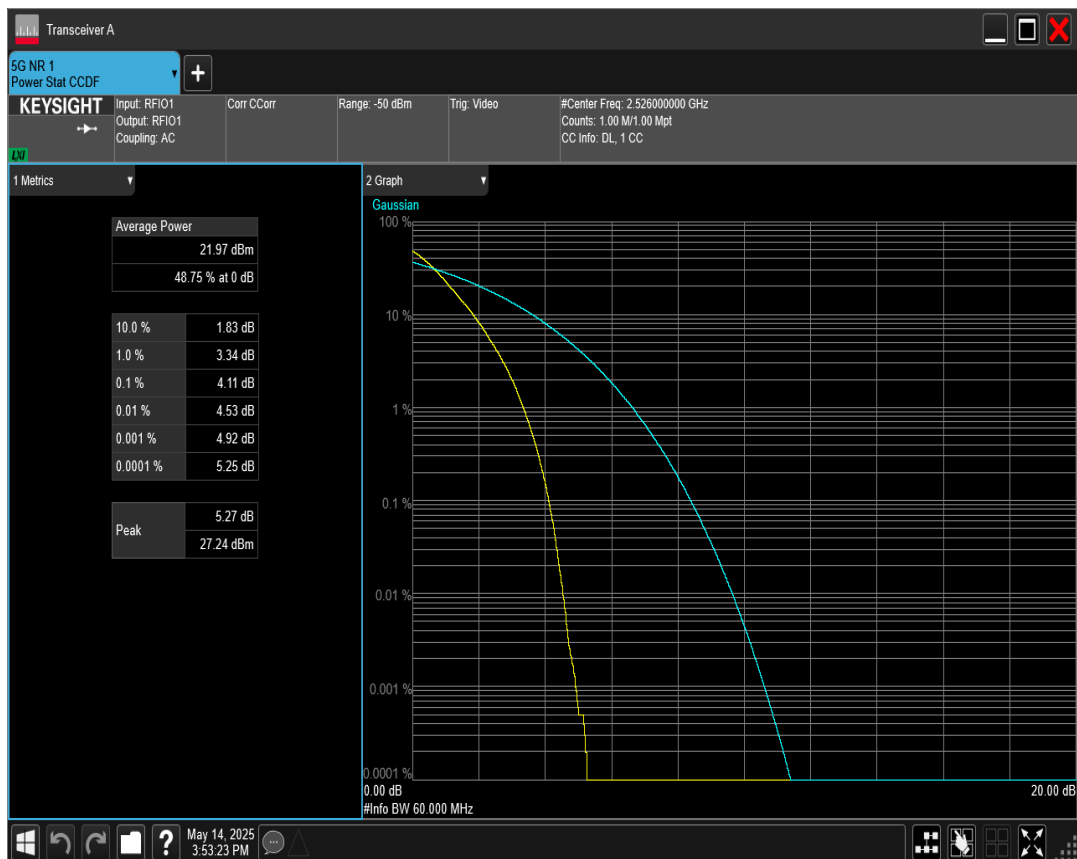 Transceiver A
5G NR 1
Power Stat CCDF
KEYSIGHT
LXI
Input: RFIO1
Output: RFIO1
Coupling: AC
Corr CCorr
Range: -50 dBm
Trig: Video
#Center Freq: 2.526000000 GHz
Counts: 1.00 M/1.00 Mpt
CC Info: DL, 1 CC
1 Metrics
Average Power
21.97 dBm
48.75 % at 0 dB
10.0 % 1.83 dB
1.0 % 3.34 dB
0.1 % 4.11 dB
0.01 % 4.53 dB
0.001 % 4.92 dB
0.0001 % 5.25 dB
Peak
5.27 dB
27.24 dBm
2 Graph
Gaussian
100 %
10 %
1 %
0.1 %
0.01 %
0.001 %
0.0001 %
0.00 dB 20.00 dB
#Info BW 60.000 MHz
May 14, 2025
3:53:23 PM